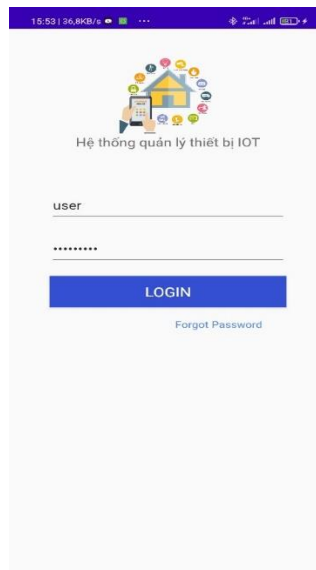 15:53 | 36,8KB/s
Hệ thống quản lý thiết bị IOT
user
•••••••••
LOGIN
Forgot Password